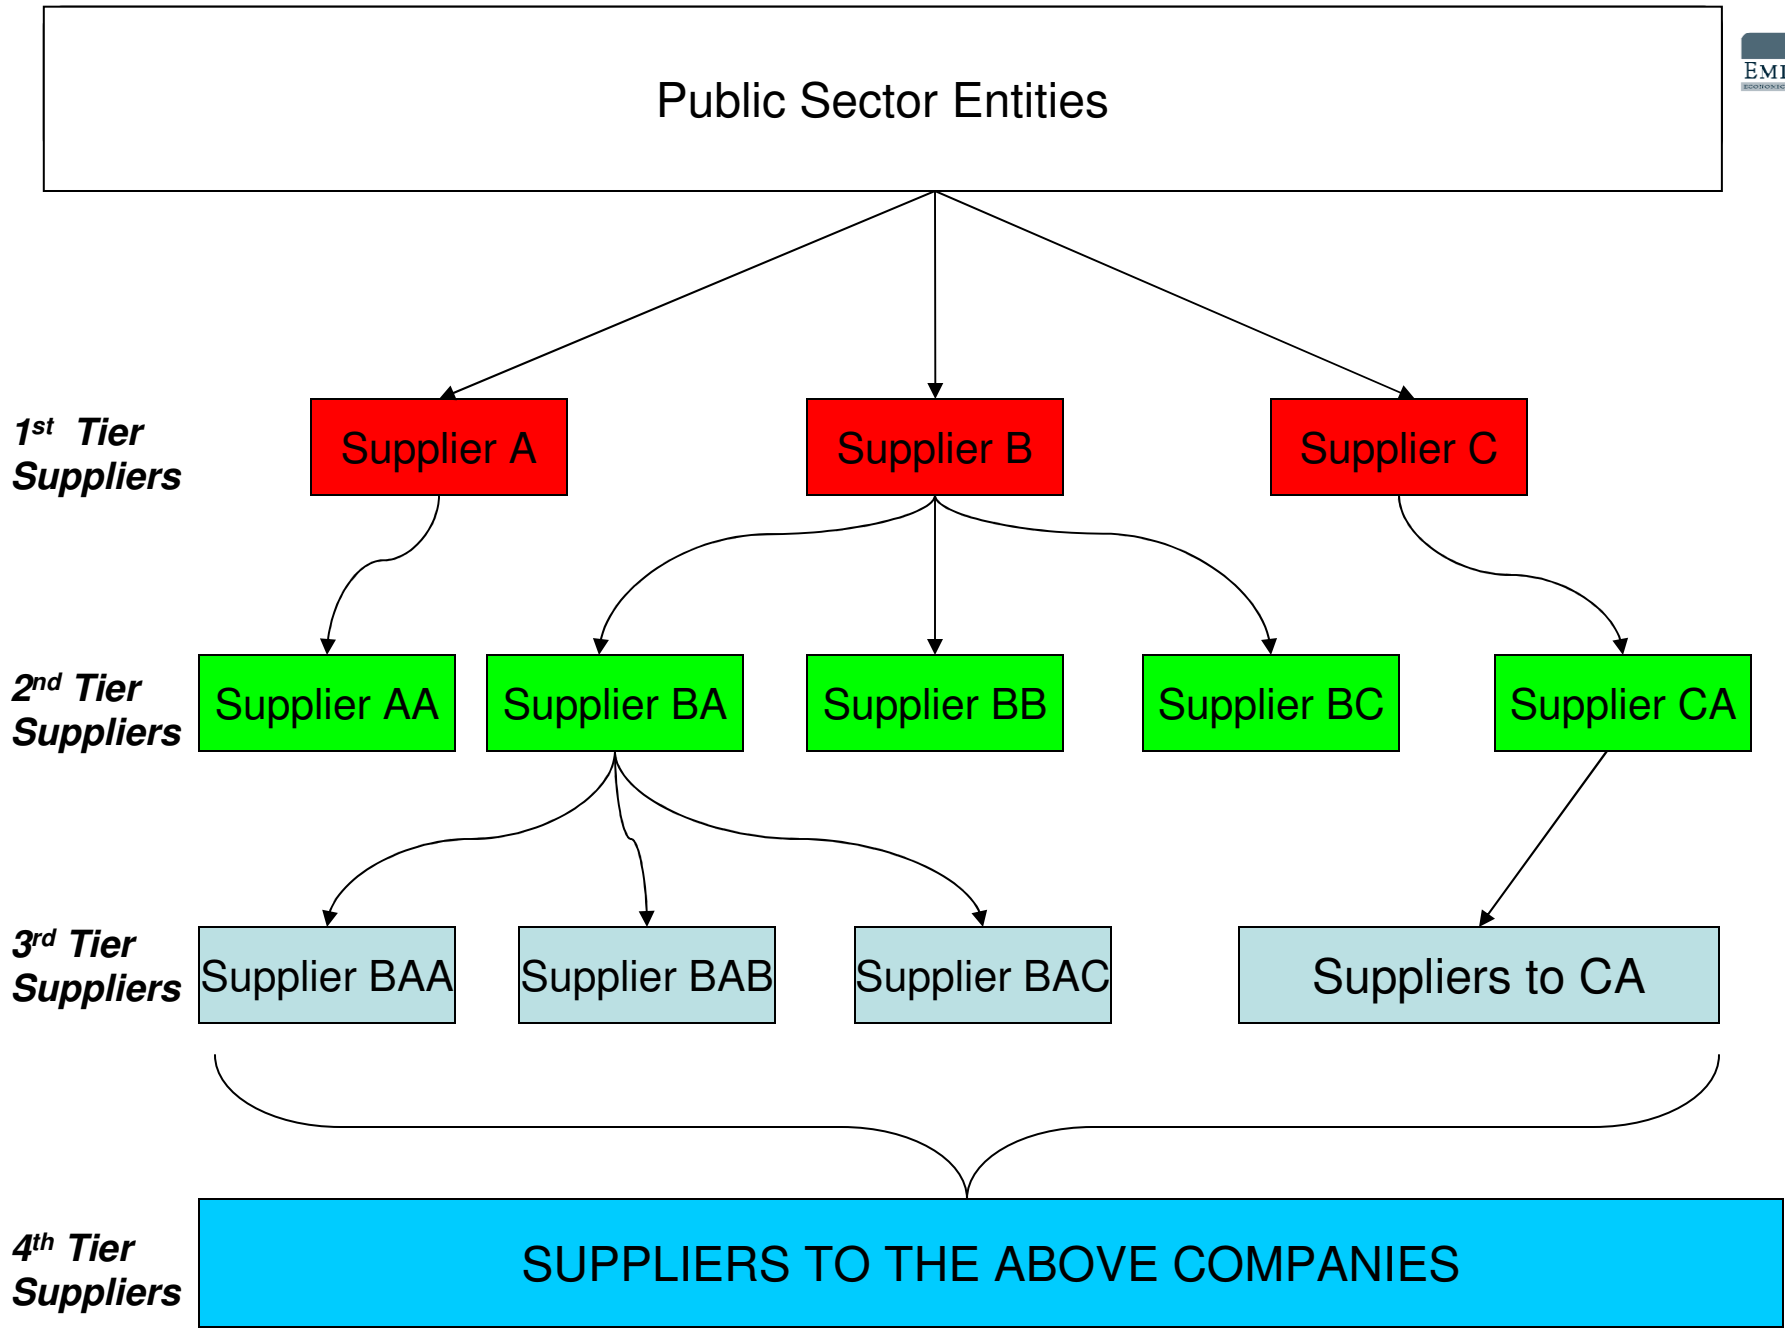 Public Sector Entities
1st Tier
Suppliers
Supplier A
Supplier B
Supplier C
2nd Tier
Suppliers
Supplier AA
Supplier BA
Supplier BB
Supplier BC
Supplier CA
3rd Tier
Suppliers
Supplier BAA
Supplier BAB
Supplier BAC
Suppliers to CA
4th Tier
Suppliers
SUPPLIERS TO THE ABOVE COMPANIES